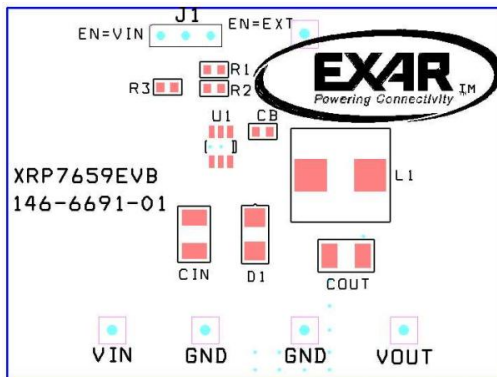 J1
EN=VIN
EN=EXT
EXAR
Powering Connectivity
TM
R1
R3
R2
U1
CB
L1
XRP7659EVB
146-6691-01
CIN
D1
COUT
VIN
GND
GND
VOUT